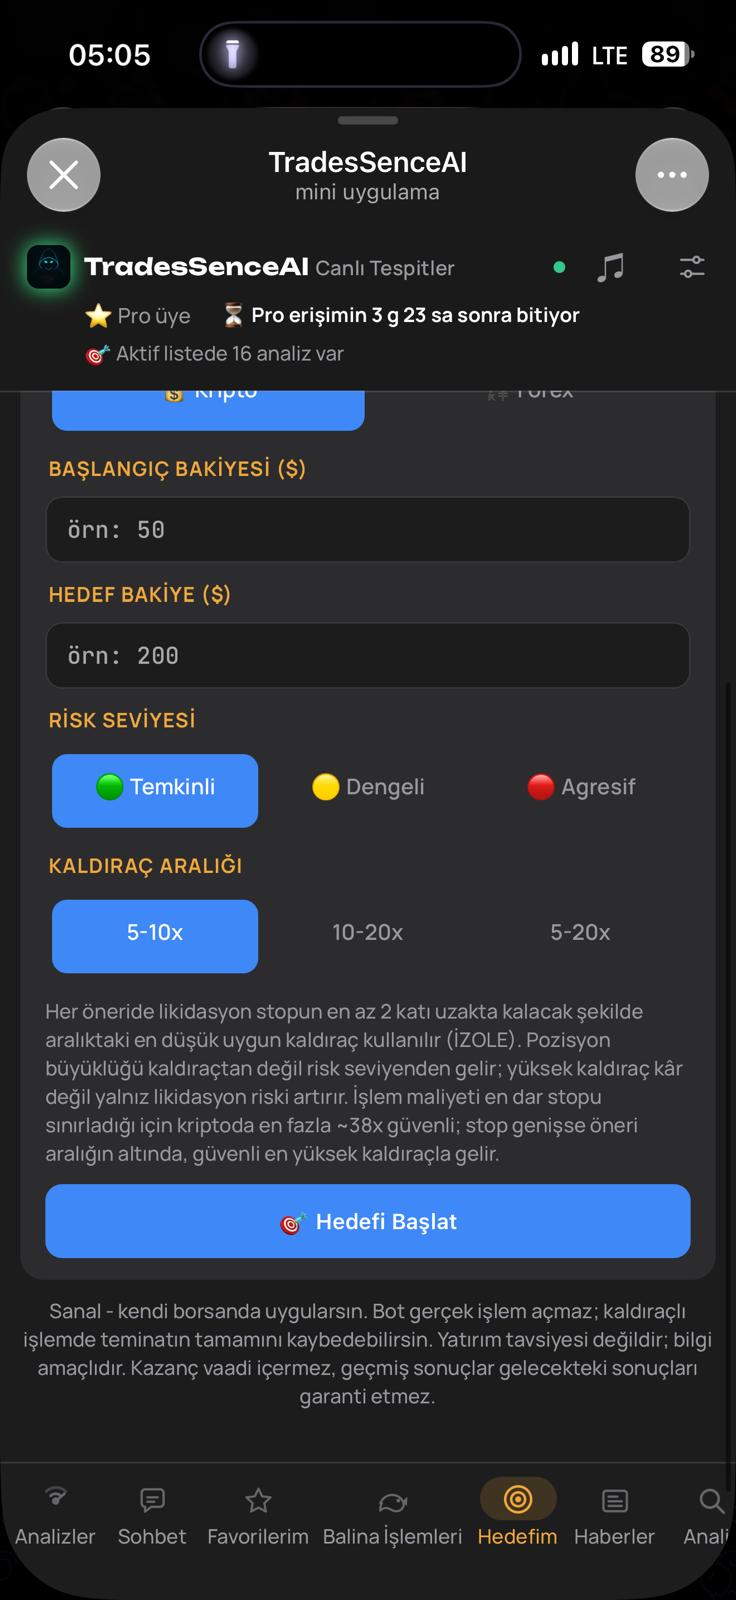 05:05
LTE 89
TradesSenceAI
mini uygulama
TradesSenceAI Canlı Tespitler
Pro üye Pro erişimin 3 g 23 sa sonra bitiyor
Aktif listede 16 analiz var
Kripto Forex
BAŞLANGIÇ BAKİYESİ ($)
örn: 50
HEDEF BAKİYE ($)
örn: 200
RİSK SEVİYESİ
Temkinli Dengeli Agresif
KALDIRAÇ ARALIĞI
5-10x 10-20x 5-20x
Her öneride likidasyon stopun en az 2 katı uzakta kalacak şekilde
aralıktaki en düşük uygun kaldıraç kullanılır (İZOLE). Pozisyon
büyüklüğü kaldıraçtan değil risk seviyenden gelir; yüksek kaldıraç kâr
değil yalnız likidasyon riski artırır. İşlem maliyeti en dar stopu
sınırladığı için kriptoda en fazla ~38x güvenli; stop genişse öneri
aralığın altında, güvenli en yüksek kaldıraçla gelir.
Hedefi Başlat
Sanal - kendi borsanda uygularsın. Bot gerçek işlem açmaz; kaldıraçlı
işlemde teminatın tamamını kaybedebilirsin. Yatırım tavsiyesi değildir; bilgi
amaçlıdır. Kazanç vaadi içermez, geçmiş sonuçlar gelecekteki sonuçları
garanti etmez.
Analizler Sohbet Favorilerim Balina İşlemleri Hedefim Haberler Anali